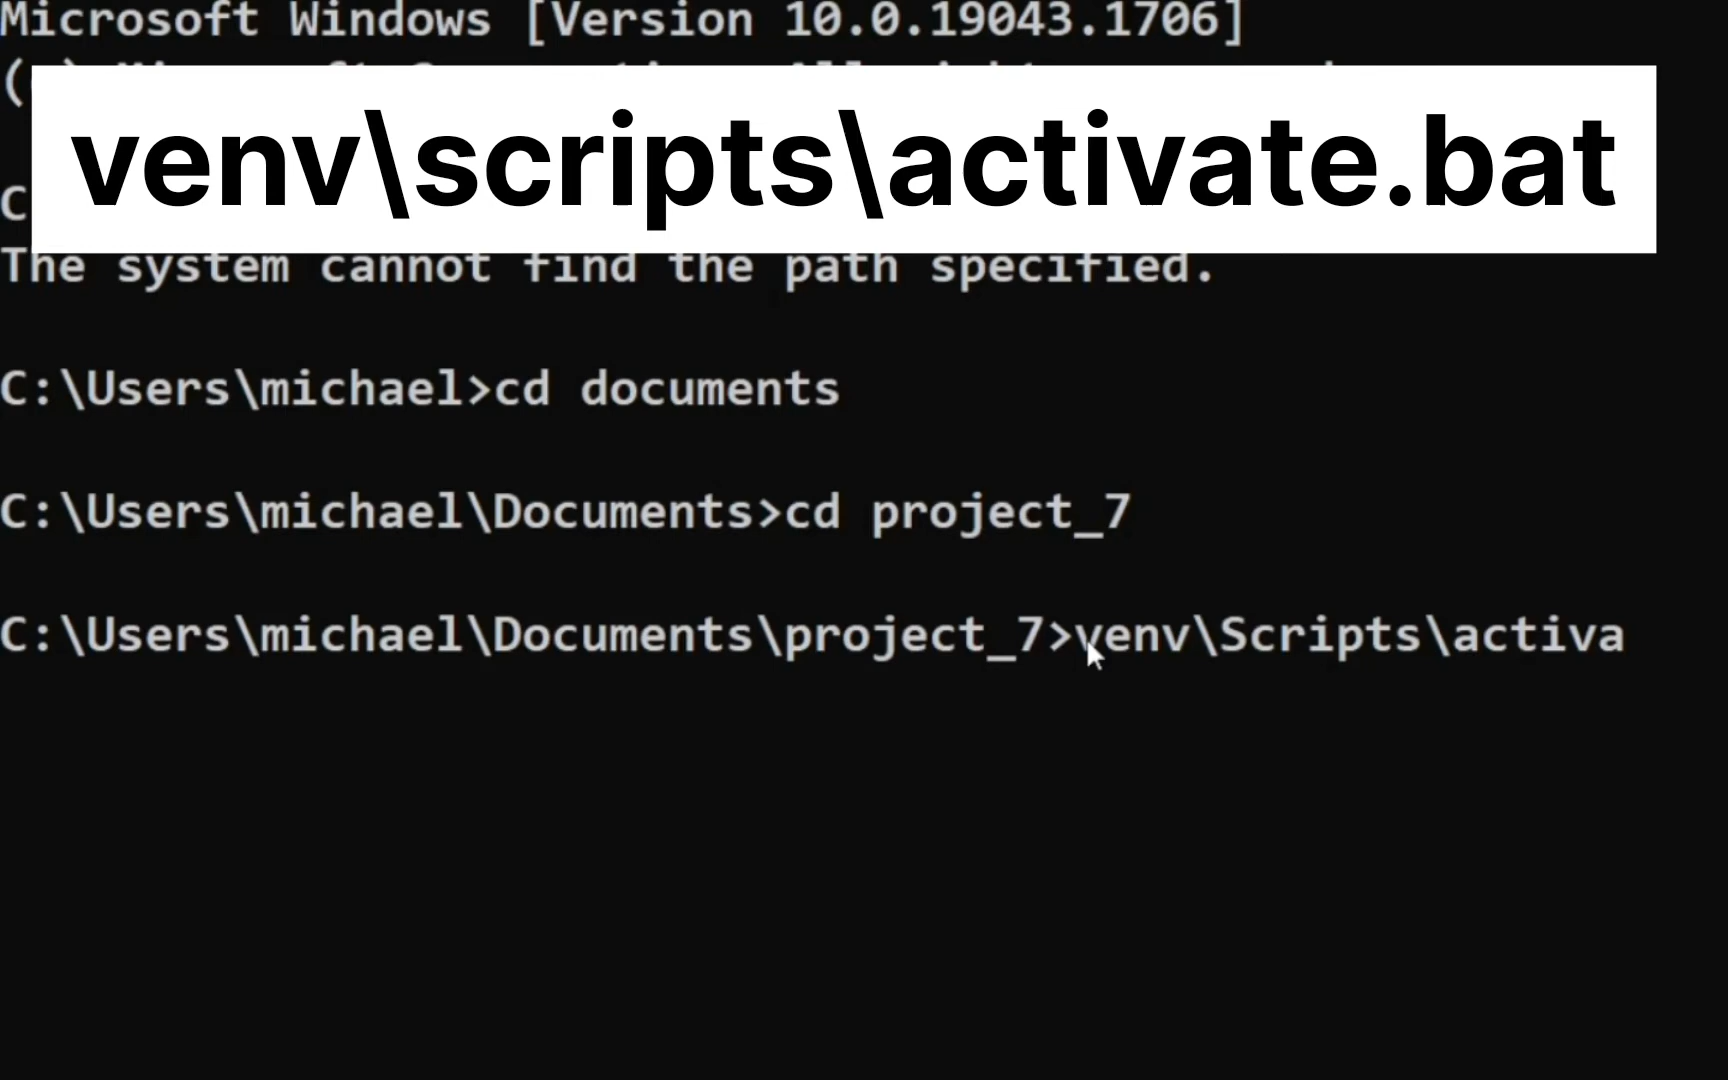 Microsoft Windows [Version 10.0.19043.1706]
venv\scripts\activate.bat
The system cannot find the path specified.
C:\Users\michael>cd documents
C:\Users\michael\Documents>cd project_7
C:\Users\michael\Documents\project_7>venv\Scripts\activa